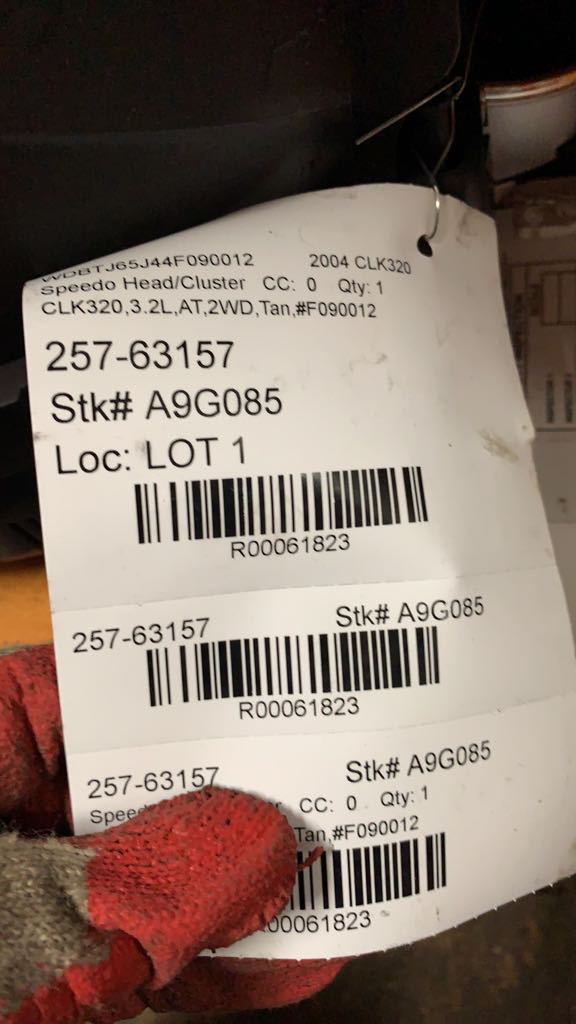 WDBTJ65J44F090012 2004 CLK320
Speedo Head/Cluster CC: 0 Qty: 1
CLK320,3.2L,AT,2WD,Tan,#F090012
257-63157
Stk# A9G085
Loc: LOT 1
R00061823
257-63157 Stk# A9G085
R00061823
257-63157 Stk# A9G085
Speed CC: 0 Qty: 1
Tan,#F090012
00061823